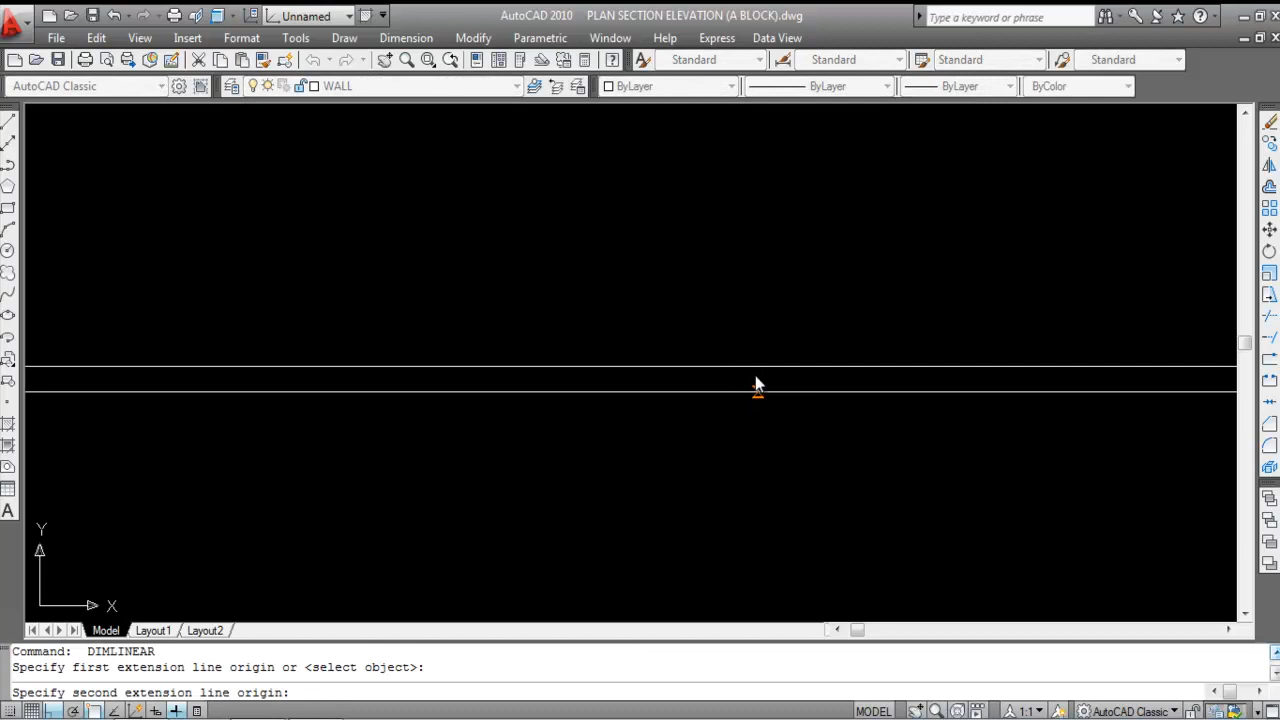 Unnamed AutoCAD 2010 PLAN SECTION ELEVATION (A BLOCK).dwg Type a keyword or phrase
File Edit View Insert Format Tools Draw Dimension Modify Parametric Window Help Express Data View
Standard Standard Standard Standard
AutoCAD Classic WALL ByLayer ByLayer ByLayer ByColor
A
Y
X
Model Layout1 Layout2
Command: DIMLINEAR
Specify first extension line origin or <select object>:
Specify second extension line origin:
MODEL 1:1 AutoCAD Classic